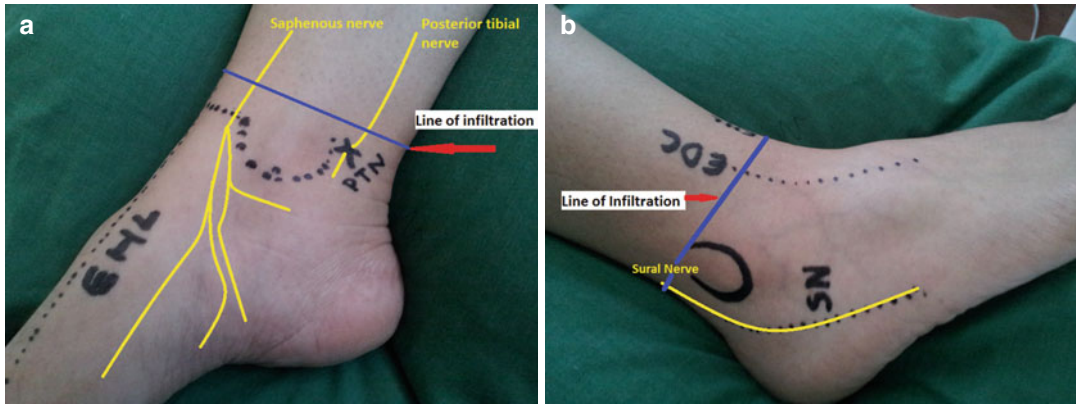 a
Saphenous nerve
Posterior tibial
nerve
Line of infiltration
X
PTN
EHL
b
EDC
Line of Infiltration
Sural Nerve
SN